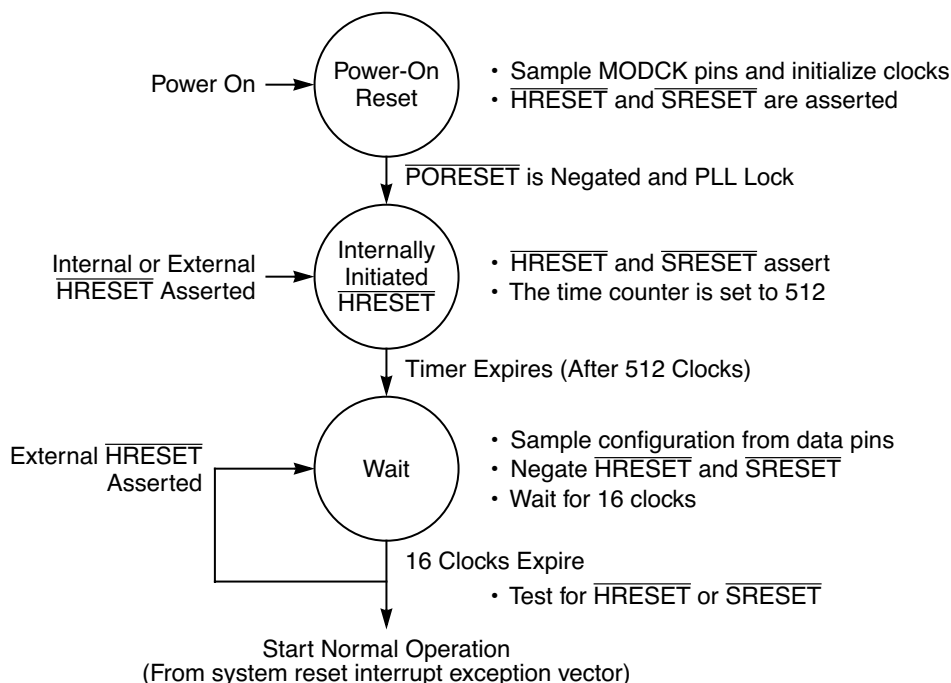 Power On
Power-On
Reset
• Sample MODCK pins and initialize clocks
• HRESET and SRESET are asserted
PORESET is Negated and PLL Lock
Internal or External
HRESET Asserted
Internally
Initiated
HRESET
• HRESET and SRESET assert
• The time counter is set to 512
Timer Expires (After 512 Clocks)
External HRESET
Asserted
Wait
• Sample configuration from data pins
• Negate HRESET and SRESET
• Wait for 16 clocks
16 Clocks Expire
• Test for HRESET or SRESET
Start Normal Operation
(From system reset interrupt exception vector)